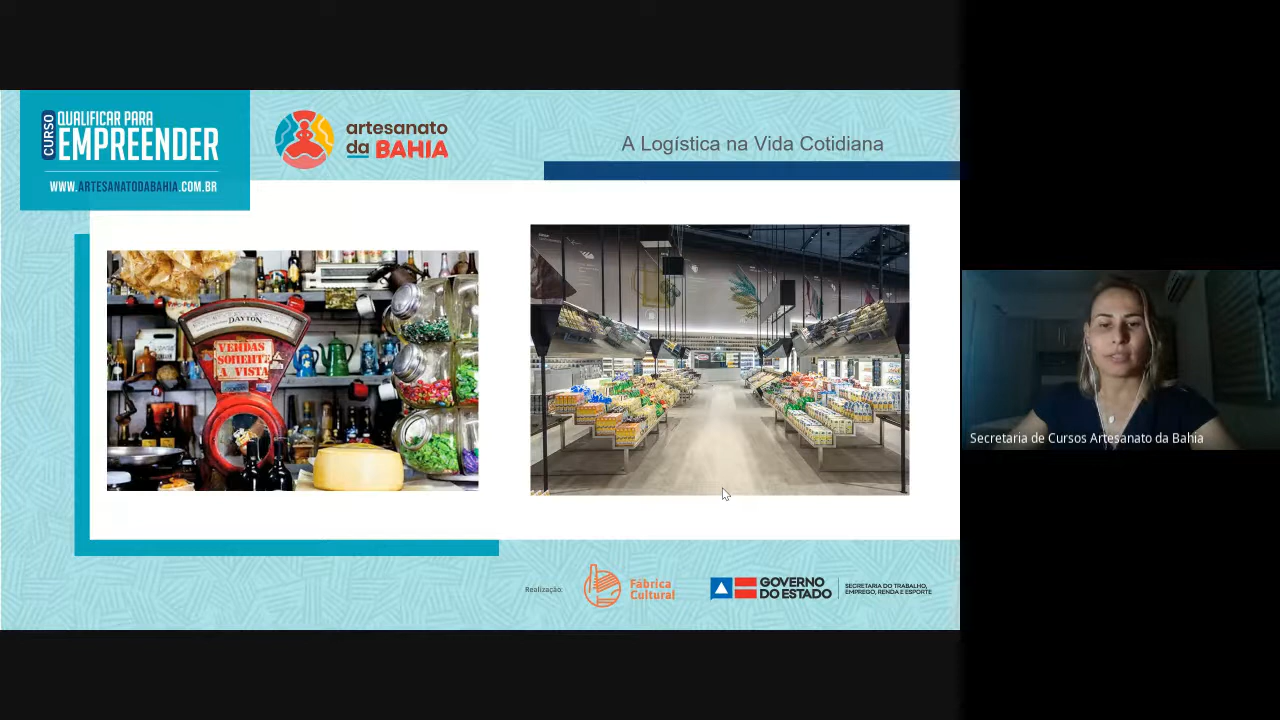 CURSO
QUALIFICAR PARA
EMPREENDER
WWW.ARTESANATODABAHIA.COM.BR
artesanato
da BAHIA
A Logística na Vida Cotidiana
DAYTON
VENDAS
SOMENTE
A VISTA
Secretaria de Cursos Artesanato da Bahia
Realização:
Fábrica
Cultural
GOVERNO
DO ESTADO
SECRETARIA DO TRABALHO,
EMPREGO, RENDA E ESPORTE